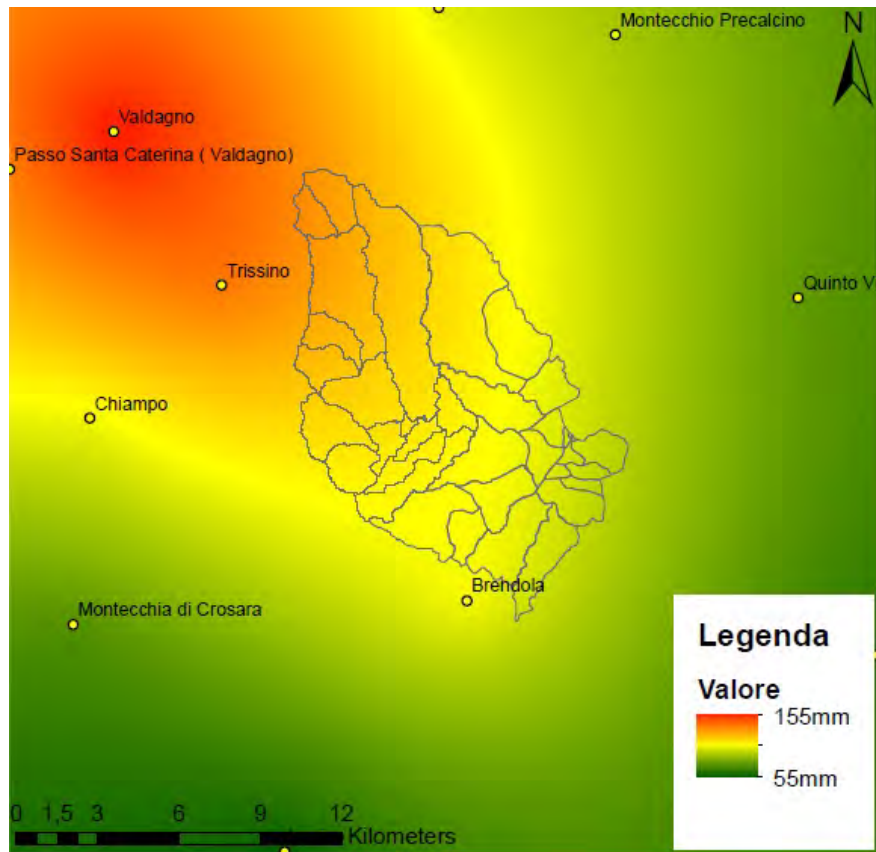 Montecchio Precalcino
N
Valdagno
Passo Santa Caterina ( Valdagno)
Trissino
Quinto V
Chiampo
Brendola
Montecchia di Crosara
Legenda
Valore
155mm
55mm
0 1,5 3 6 9 12
Kilometers